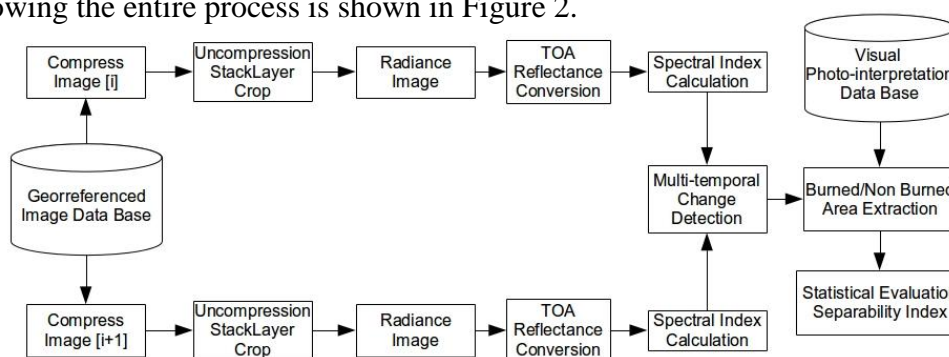 owing the entire process is shown in Figure 2.
Compress
Image [i]
Uncompression
StackLayer
Crop
Radiance
Image
TOA
Reflectance
Conversion
Spectral Index
Calculation
Visual
Photo-interpretation
Data Base
Georreferenced
Image Data Base
Multi-temporal
Change
Detection
Burned/Non Burned
Area Extraction
Statistical Evaluation
Separability Index
Compress
Image [i+1]
Uncompression
StackLayer
Crop
Radiance
Image
TOA
Reflectance
Conversion
Spectral Index
Calculation